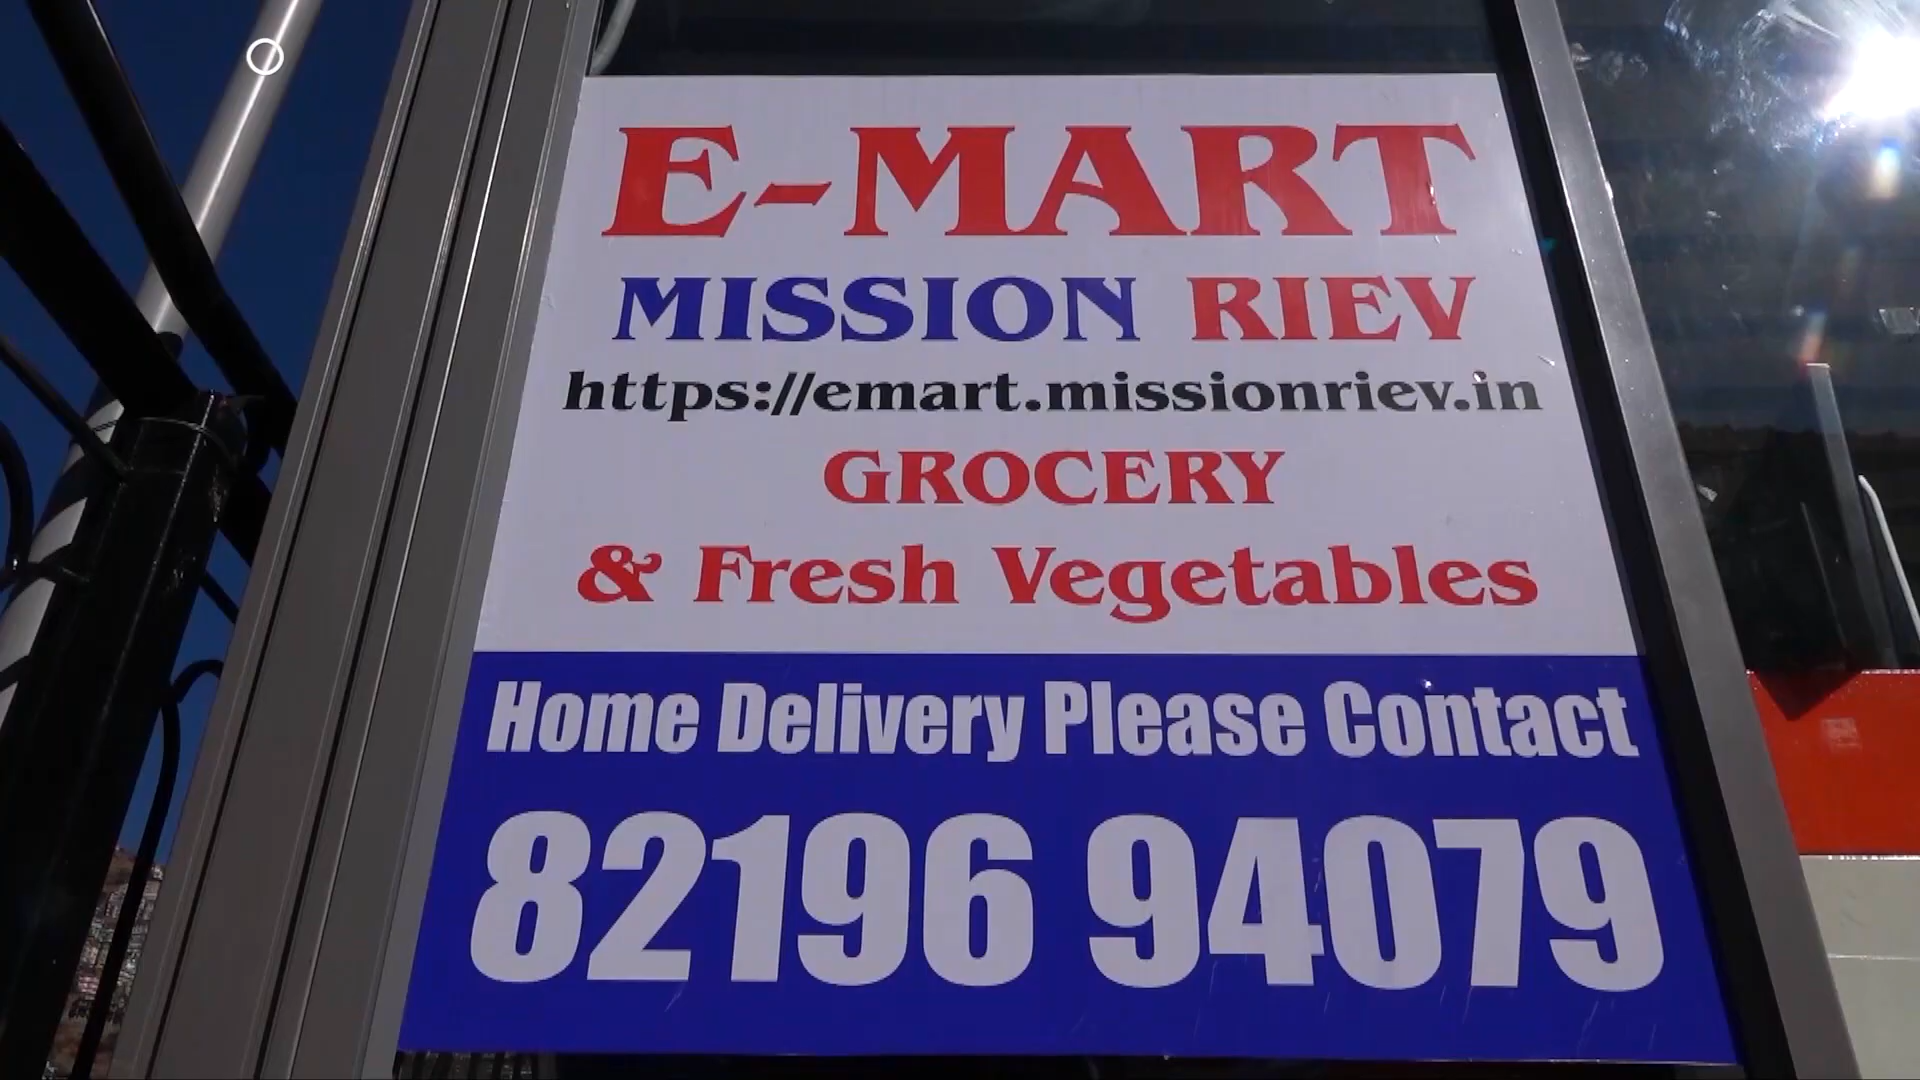 E-MART
MISSION RIEV
https://emart.missionriev.in
GROCERY
& Fresh Vegetables
Home Delivery Please Contact
82196 94079